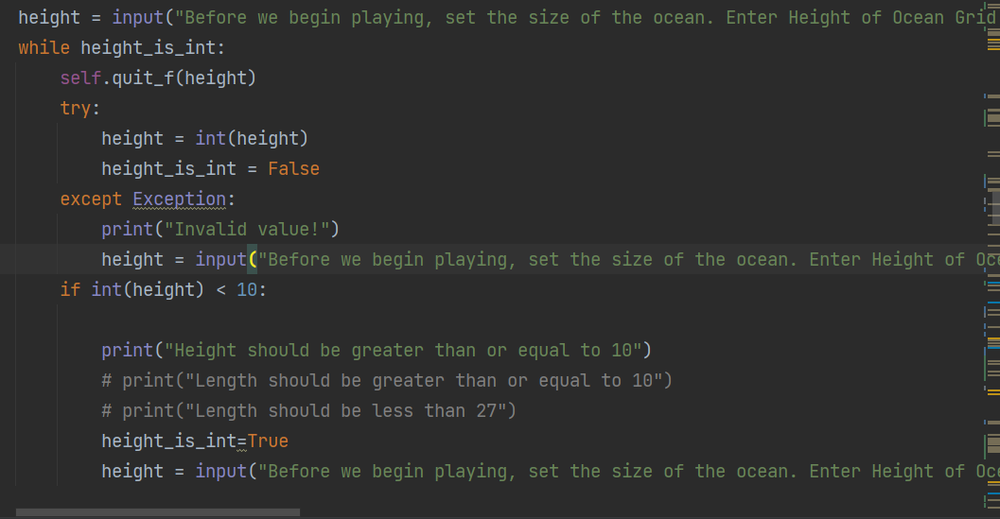 height = input("Before we begin playing, set the size of the ocean. Enter Height of Ocean Grid
while height_is_int:
    self.quit_f(height)
    try:
        height = int(height)
        height_is_int = False
    except Exception:
        print("Invalid value!")
        height = input("Before we begin playing, set the size of the ocean. Enter Height of Oce
    if int(height) < 10:
        print("Height should be greater than or equal to 10")
        # print("Length should be greater than or equal to 10")
        # print("Length should be less than 27")
        height_is_int=True
        height = input("Before we begin playing, set the size of the ocean. Enter Height of Oce